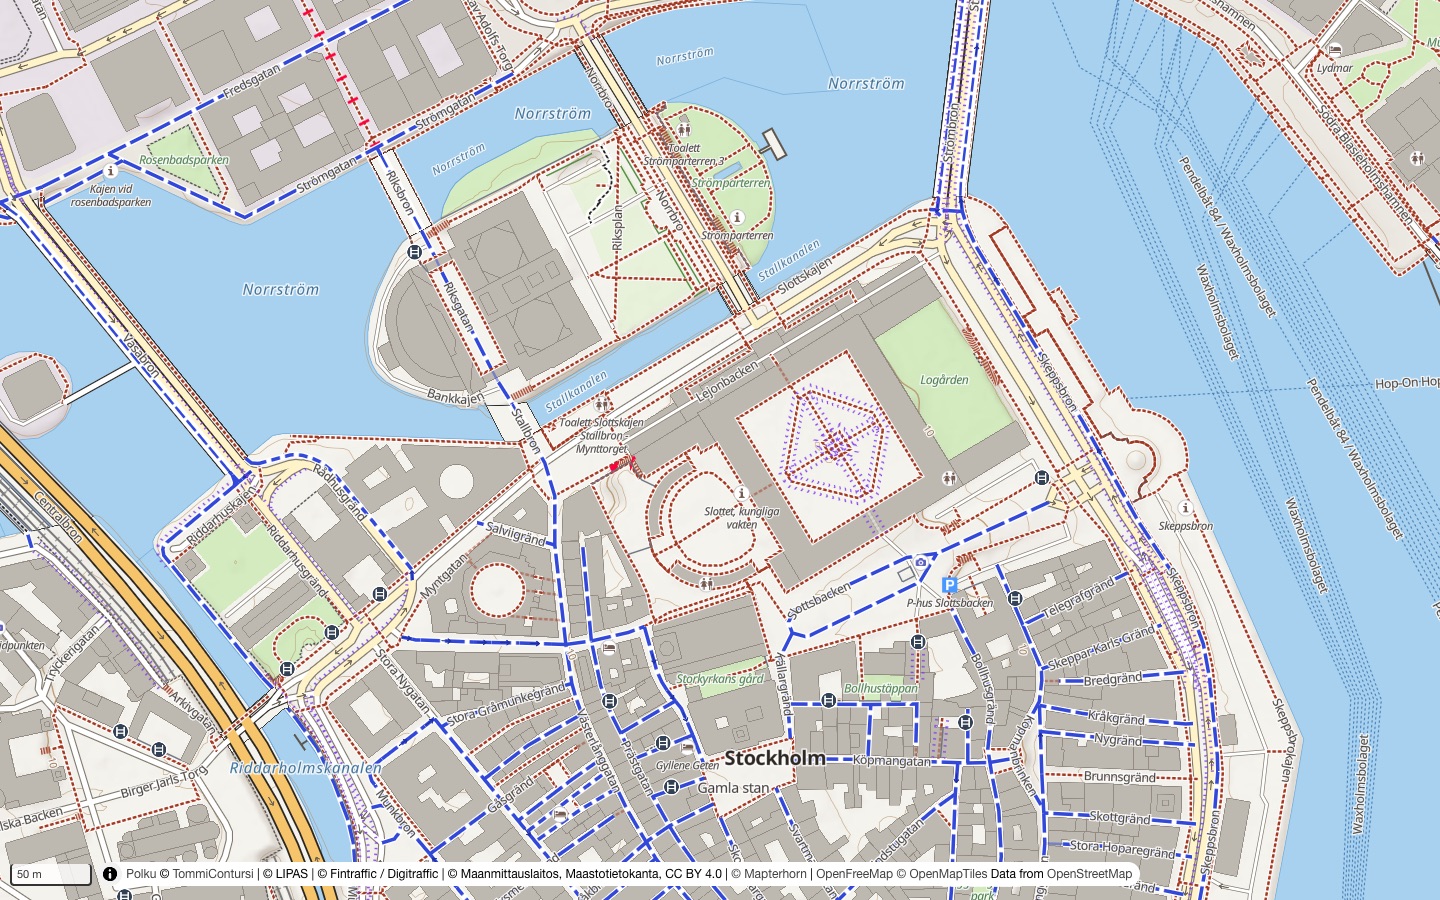 Fredsgatan
Norrström
Norrström
Norrström
Lydmar
Strömgatan
Norrbro
Norrström
Strömbron
Södra Blasieholmshamnen
Rosenbadsparken
Kajen vid
rosenbadsparken
Strömgatan
Norrström
Riksbron
Toalett
Strömparterren,3
Strömparterren
Norrbro
Riksplan
Strömparterren
Pendelbåt 84 / Waxholmsbolaget
Stallkanalen
Slottskajen
Norrström
Riksgatan
Waxholmsbolaget
Vasabron
Lejonbacken
Logården
Skeppsbron
Hop-On Hop
Stallkanalen
Bankkajen
Stallbron
Toalett Slottskajen
Stallbron -
Mynttorget
10
Pendelbåt 84 / Waxholmsbolaget
Rådhusgränd
Centralbron
Riddarhuskajen
Slottet, kungliga
vakten
Skeppsbron
Waxholmsbolaget
Salviigränd
Riddarhusgränd
Myntgatan
Slottsbacken
P
P-hus Slottsbacken
Telegrafgränd
Skeppsbron
Tryckerigatan
Arkivgatan
Stora Nygatan
Storkyrkans gård
Källargränd
Bollhustäppan
Bollhusgränd
10
Skeppar Karls Gränd
Bredgränd
Stora Gråmunkegränd
Västerlånggatan
Prästgatan
Kråkgränd
Nygränd
Skeppsbrokajen
Riddarholmskanalen
Gyllene Geten
Stockholm
Köpmangatan
Köpmanbrinken
Birger Jarls Torg
Gåsgränd
Gamla stan
Brunnsgränd
Munkbron
Skottgränd
Stora Hoparegränd
Skeppsbron
Waxholmsbolaget
50 m
Polku © TommiContursi | © LIPAS | © Fintraffic / Digitraffic | © Maanmittauslaitos, Maastotietokanta, CC BY 4.0 | © Mapterhorn | OpenFreeMap © OpenMapTiles Data from OpenStreetMap